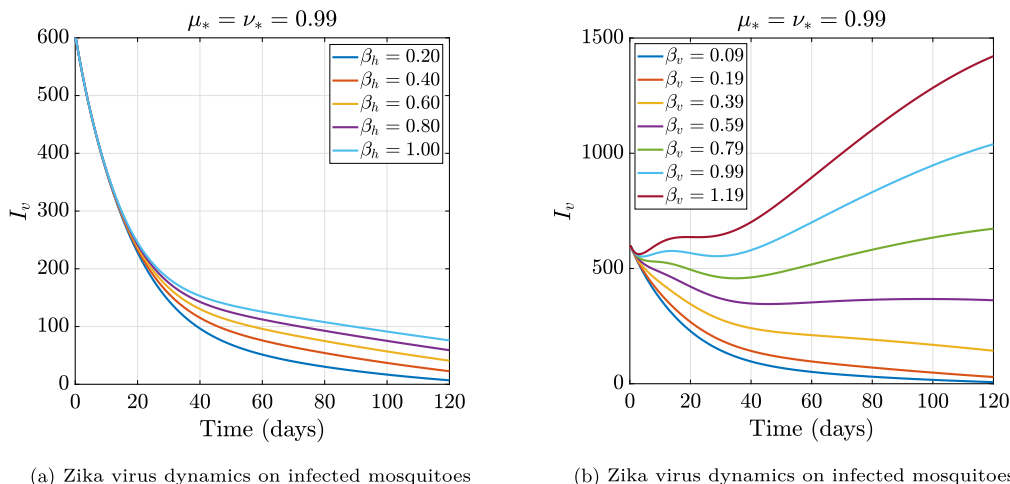 μ* = ν* = 0.99
600
500
400
300
200
100
0
I_v
β_h = 0.20
β_h = 0.40
β_h = 0.60
β_h = 0.80
β_h = 1.00
0 20 40 60 80 100 120
Time (days)
(a) Zika virus dynamics on infected mosquitoes
μ* = ν* = 0.99
1500
1000
500
0
I_v
β_v = 0.09
β_v = 0.19
β_v = 0.39
β_v = 0.59
β_v = 0.79
β_v = 0.99
β_v = 1.19
0 20 40 60 80 100 120
Time (days)
(b) Zika virus dynamics on infected mosquitoes